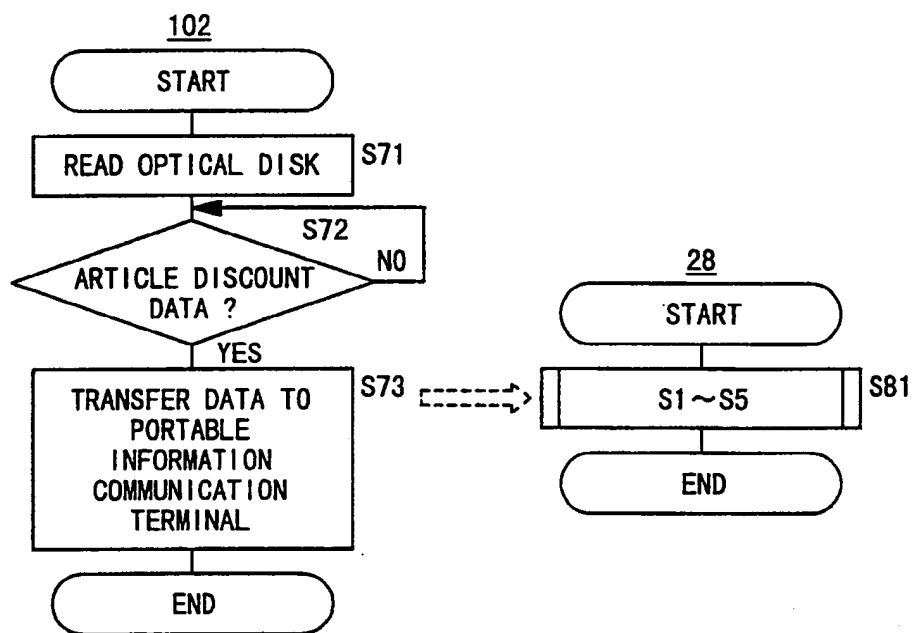 102
START
READ OPTICAL DISK
S71
S72
NO
ARTICLE DISCOUNT
DATA ?
YES
TRANSFER DATA TO
PORTABLE
INFORMATION
COMMUNICATION
TERMINAL
S73
END
28
START
S1～S5
S81
END